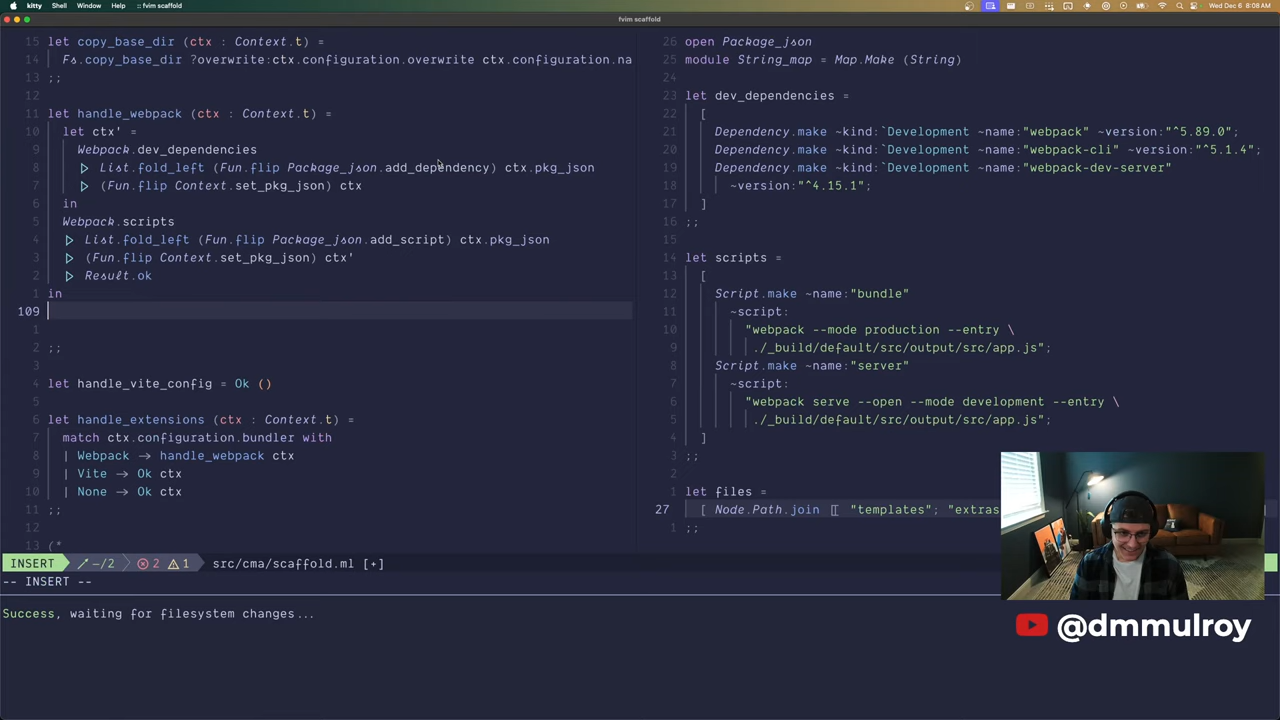 kitty Shell Window Help :: fvim scaffold
Wed Dec 6 8:08 AM
fvim scaffold
15 let copy_base_dir (ctx : Context.t) =
14 Fs.copy_base_dir ?overwrite:ctx.configuration.overwrite ctx.configuration.na
13 ;;
12
11 let handle_webpack (ctx : Context.t) =
10 let ctx' =
9 Webpack.dev_dependencies
8 ▷ List.fold_left (Fun.flip Package_json.add_dependency) ctx.pkg_json
7 ▷ (Fun.flip Context.set_pkg_json) ctx
6 in
5 Webpack.scripts
4 ▷ List.fold_left (Fun.flip Package_json.add_script) ctx.pkg_json
3 ▷ (Fun.flip Context.set_pkg_json) ctx'
2 ▷ Result.ok
1 in
109
1
2 ;;
3
4 let handle_vite_config = Ok ()
5
6 let handle_extensions (ctx : Context.t) =
7 match ctx.configuration.bundler with
8 | Webpack → handle_webpack ctx
9 | Vite → Ok ctx
10 | None → Ok ctx
11 ;;
12
13 (*
26 open Package_json
25 module String_map = Map.Make (String)
24
23 let dev_dependencies =
22 [
21 Dependency.make ~kind:`Development ~name:"webpack" ~version:"^5.89.0";
20 Dependency.make ~kind:`Development ~name:"webpack-cli" ~version:"^5.1.4";
19 Dependency.make ~kind:`Development ~name:"webpack-dev-server"
18 ~version:"^4.15.1";
17 ]
16 ;;
15
14 let scripts =
13 [
12 Script.make ~name:"bundle"
11 ~script:
10 "webpack --mode production --entry \
9 ./_build/default/src/output/src/app.js";
8 Script.make ~name:"server"
7 ~script:
6 "webpack serve --open --mode development --entry \
5 ./_build/default/src/output/src/app.js";
4 ]
3 ;;
2
1 let files =
27 [ Node.Path.join [| "templates"; "extras
1 ;;
INSERT ~/2 2 1 src/cma/scaffold.ml [+]
-- INSERT --
Success, waiting for filesystem changes...
@dmmulroy